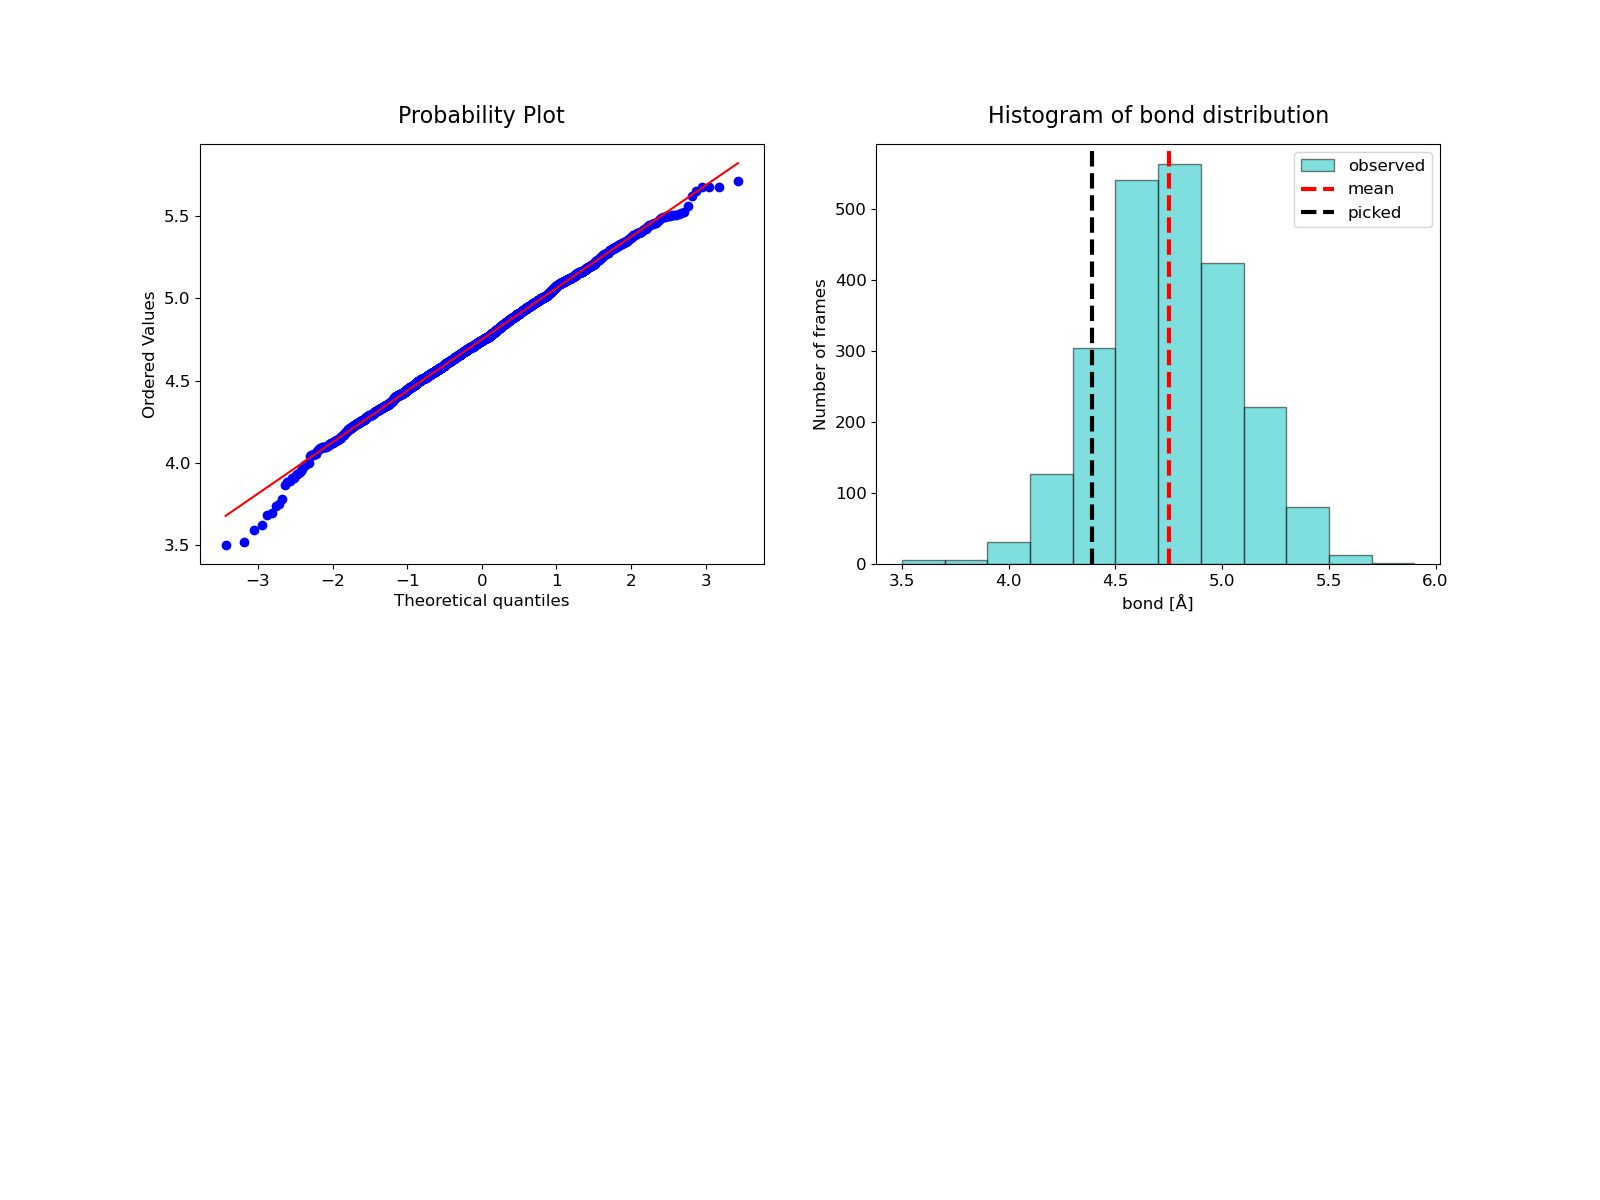 Probability Plot
Ordered Values
5.5
5.0
4.5
4.0
3.5
−3 −2 −1 0 1 2 3
Theoretical quantiles
Histogram of bond distribution
Number of frames
500
400
300
200
100
0
observed
mean
picked
3.5 4.0 4.5 5.0 5.5 6.0
bond [Å]